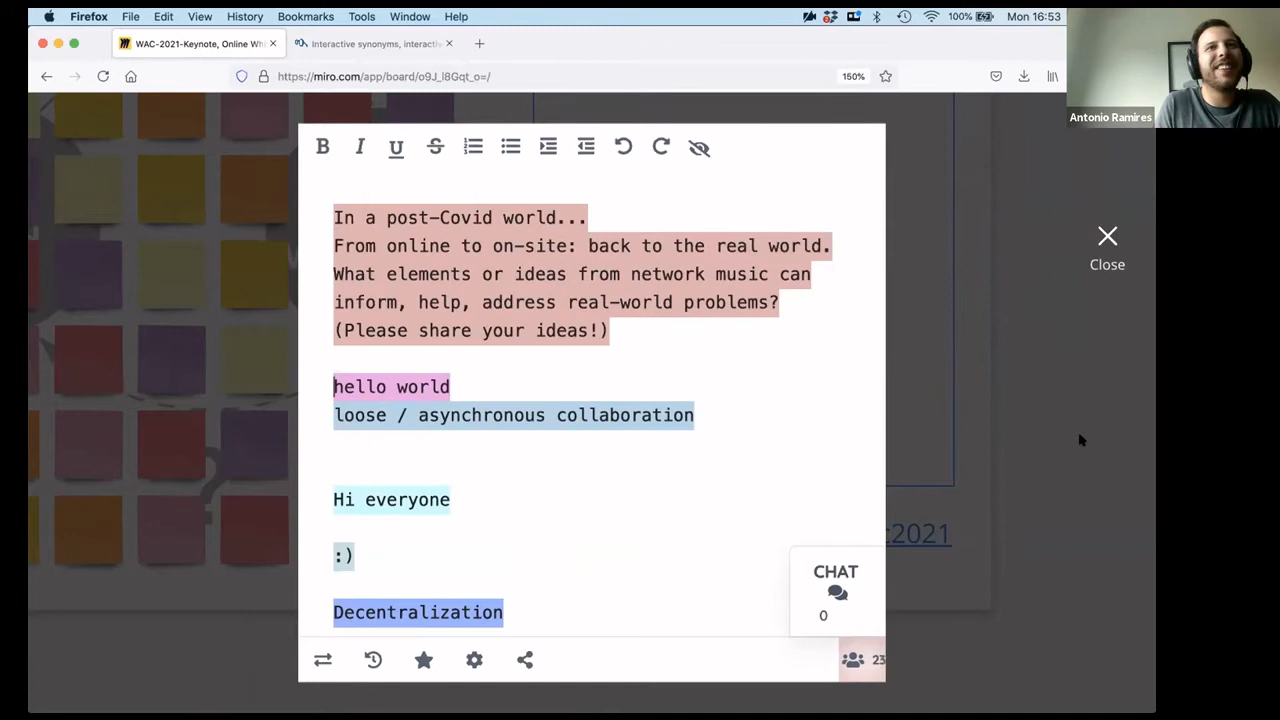 Firefox File Edit View History Bookmarks Tools Window Help 100% Mon 16:53
WAC-2021-Keynote, Online Wh
Interactive synonyms, interactiv
https://miro.com/app/board/o9J_l8Gqt_o=/ 150%
Antonio Ramires
B I U S
In a post-Covid world...
From online to on-site: back to the real world.
What elements or ideas from network music can
inform, help, address real-world problems?
(Please share your ideas!)
Close
hello world
loose / asynchronous collaboration
Hi everyone
c2021
:)
CHAT
0
Decentralization
23